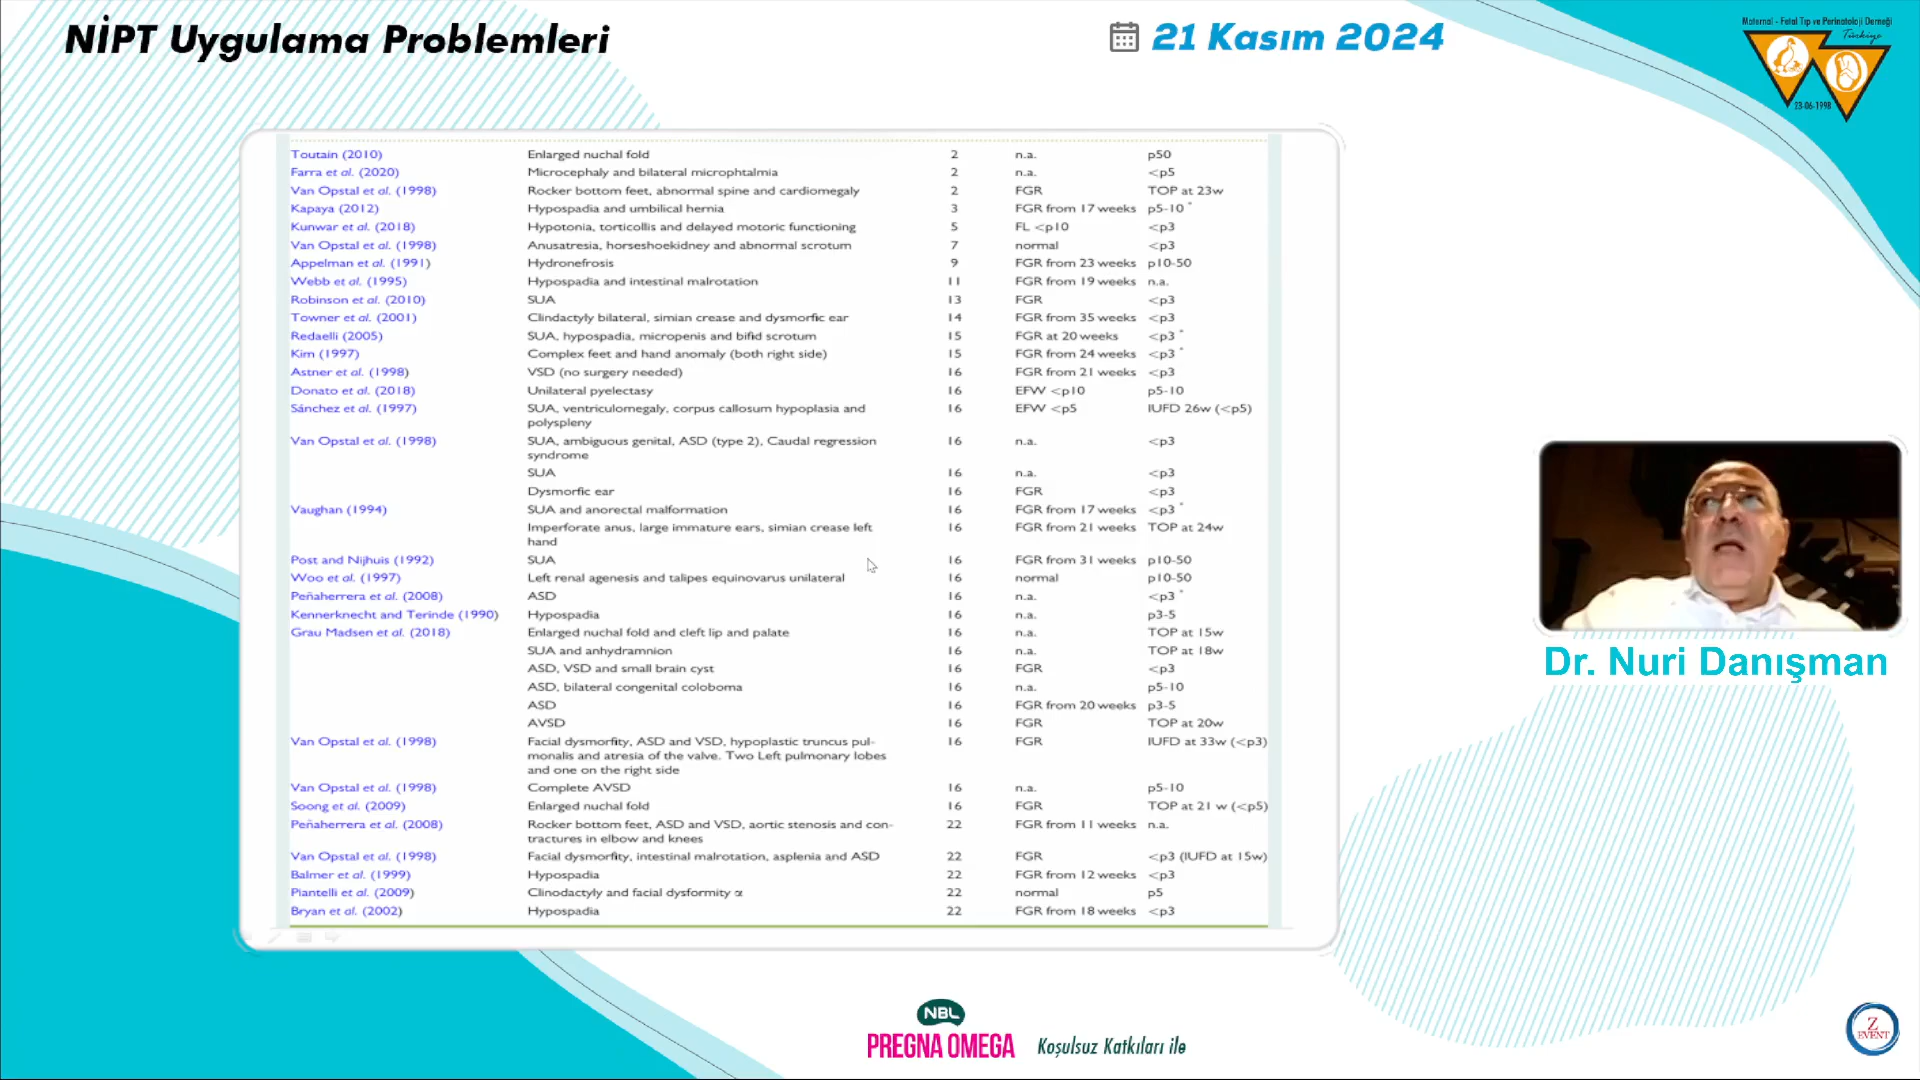 NİPT Uygulama Problemleri
21 Kasım 2024
Maternal - Fetal Tıp ve Perinatoloji Derneği
Türkiye
23-06-1998
Toutain (2010) Enlarged nuchal fold 2 n.a. p50
Farra et al. (2020) Microcephaly and bilateral microphtalmia 2 n.a. <p5
Van Opstal et al. (1998) Rocker bottom feet, abnormal spine and cardiomegaly 2 FGR TOP at 23w
Kapaya (2012) Hypospadia and umbilical hernia 3 FGR from 17 weeks p5-10 *
Kunwar et al. (2018) Hypotonia, torticollis and delayed motoric functioning 5 FL <p10 <p3
Van Opstal et al. (1998) Anusatresia, horseshoekidney and abnormal scrotum 7 normal <p3
Appelman et al. (1991) Hydronefrosis 9 FGR from 23 weeks p10-50
Webb et al. (1995) Hypospadia and intestinal malrotation 11 FGR from 19 weeks n.a.
Robinson et al. (2010) SUA 13 FGR <p3
Towner et al. (2001) Clindactyly bilateral, simian crease and dysmorfic ear 14 FGR from 35 weeks <p3
Redaelli (2005) SUA, hypospadia, micropenis and bifid scrotum 15 FGR at 20 weeks <p3 *
Kim (1997) Complex feet and hand anomaly (both right side) 15 FGR from 24 weeks <p3 *
Astner et al. (1998) VSD (no surgery needed) 16 FGR from 21 weeks <p3
Donato et al. (2018) Unilateral pyelectasy 16 EFW <p10 p5-10
Sánchez et al. (1997) SUA, ventriculomegaly, corpus callosum hypoplasia and 16 EFW <p5 IUFD 26w (<p5)
polyspleny
Van Opstal et al. (1998) SUA, ambiguous genital, ASD (type 2), Caudal regression 16 n.a. <p3
syndrome
SUA 16 n.a. <p3
Dysmorfic ear 16 FGR <p3
Vaughan (1994) SUA and anorectal malformation 16 FGR from 17 weeks <p3 *
Imperforate anus, large immature ears, simian crease left 16 FGR from 21 weeks TOP at 24w
hand
Post and Nijhuis (1992) SUA 16 FGR from 31 weeks p10-50
Woo et al. (1997) Left renal agenesis and talipes equinovarus unilateral 16 normal p10-50
Peñaherrera et al. (2008) ASD 16 n.a. <p3 *
Kennerknecht and Terinde (1990) Hypospadia 16 n.a. p3-5
Grau Madsen et al. (2018) Enlarged nuchal fold and cleft lip and palate 16 n.a. TOP at 15w
SUA and anhydramnion 16 n.a. TOP at 18w
ASD, VSD and small brain cyst 16 FGR <p3
ASD, bilateral congenital coloboma 16 n.a. p5-10
ASD 16 FGR from 20 weeks p3-5
AVSD 16 FGR TOP at 20w
Van Opstal et al. (1998) Facial dysmorfity, ASD and VSD, hypoplastic truncus pul- 16 FGR IUFD at 33w (<p3)
monalis and atresia of the valve. Two Left pulmonary lobes
and one on the right side
Van Opstal et al. (1998) Complete AVSD 16 n.a. p5-10
Soong et al. (2009) Enlarged nuchal fold 16 FGR TOP at 21 w (<p5)
Peñaherrera et al. (2008) Rocker bottom feet, ASD and VSD, aortic stenosis and con- 22 FGR from 11 weeks n.a.
tractures in elbow and knees
Van Opstal et al. (1998) Facial dysmorfity, intestinal malrotation, asplenia and ASD 22 FGR <p3 (IUFD at 15w)
Balmer et al. (1999) Hypospadia 22 FGR from 12 weeks <p3
Piantelli et al. (2009) Clinodactyly and facial dysformity α 22 normal p5
Bryan et al. (2002) Hypospadia 22 FGR from 18 weeks <p3
Dr. Nuri Danışman
NBL
PREGNA OMEGA Koşulsuz Katkıları ile
Z
EVENT